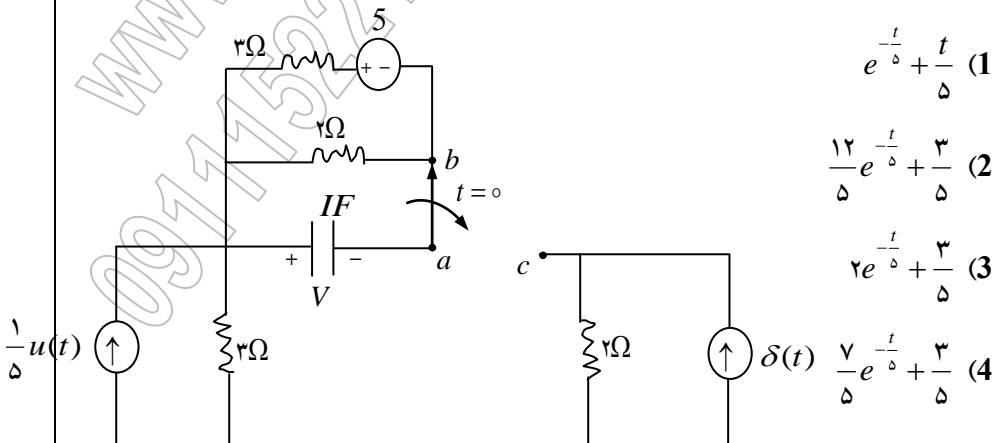 5
۳Ω
+ −
۲Ω
b
t = ۰
IF
+ −
a
V
c
۱/۵ u(t)
۳Ω
۲Ω
δ(t)
e^{-t/۵} + t/۵ (1
۱۲/۵ e^{-t/۵} + ۳/۵ (2
۲e^{-t/۵} + ۳/۵ (3
۷/۵ e^{-t/۵} + ۳/۵ (4